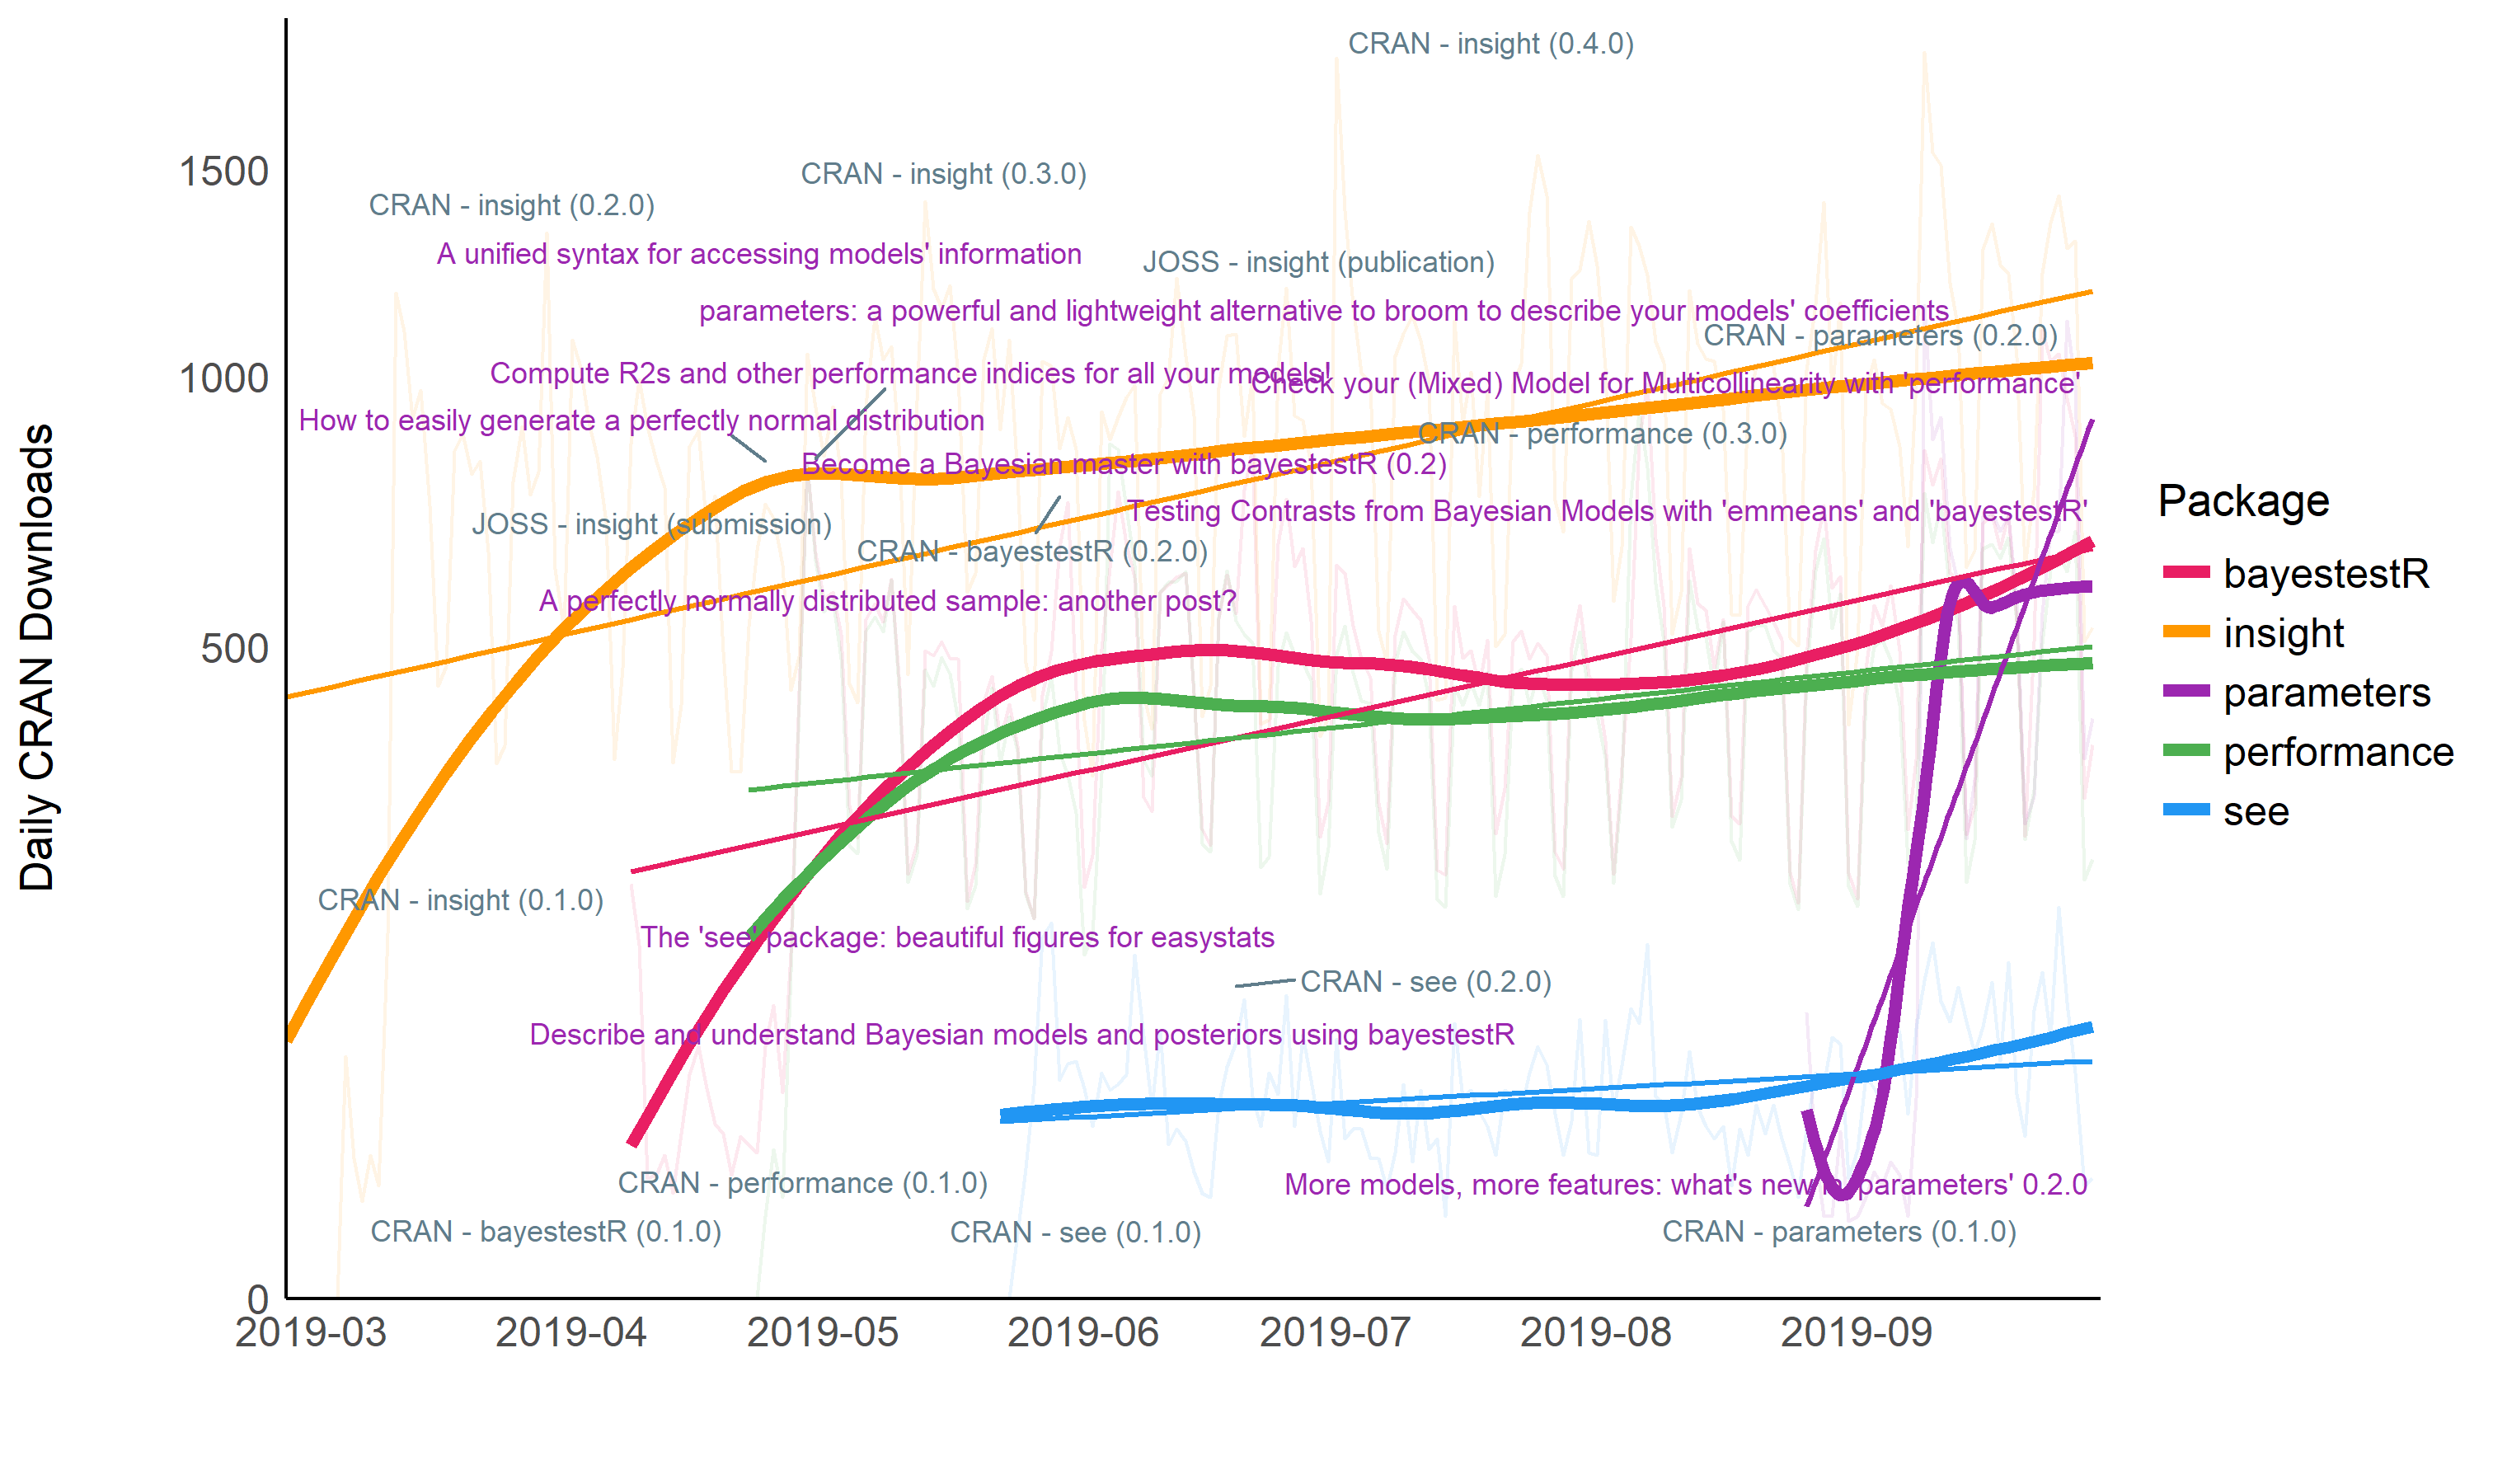 CRAN - insight (0.4.0)
1500
CRAN - insight (0.3.0)
CRAN - insight (0.2.0)
A unified syntax for accessing models' information
JOSS - insight (publication)
parameters: a powerful and lightweight alternative to broom to describe your models' coefficients
CRAN - parameters (0.2.0)
1000
Compute R2s and other performance indices for all your models!
Check your (Mixed) Model for Multicollinearity with 'performance'
How to easily generate a perfectly normal distribution
CRAN - performance (0.3.0)
Become a Bayesian master with bayestestR (0.2)
Testing Contrasts from Bayesian Models with 'emmeans' and 'bayestestR'
JOSS - insight (submission)
CRAN - bayestestR (0.2.0)
A perfectly normally distributed sample: another post?
500
CRAN - insight (0.1.0)
The 'see' package: beautiful figures for easystats
CRAN - see (0.2.0)
Describe and understand Bayesian models and posteriors using bayestestR
CRAN - performance (0.1.0)
More models, more features: what's new in 'parameters' 0.2.0
CRAN - bayestestR (0.1.0)
CRAN - see (0.1.0)
CRAN - parameters (0.1.0)
0
2019-03
2019-04
2019-05
2019-06
2019-07
2019-08
2019-09
Daily CRAN Downloads
Package
bayestestR
insight
parameters
performance
see